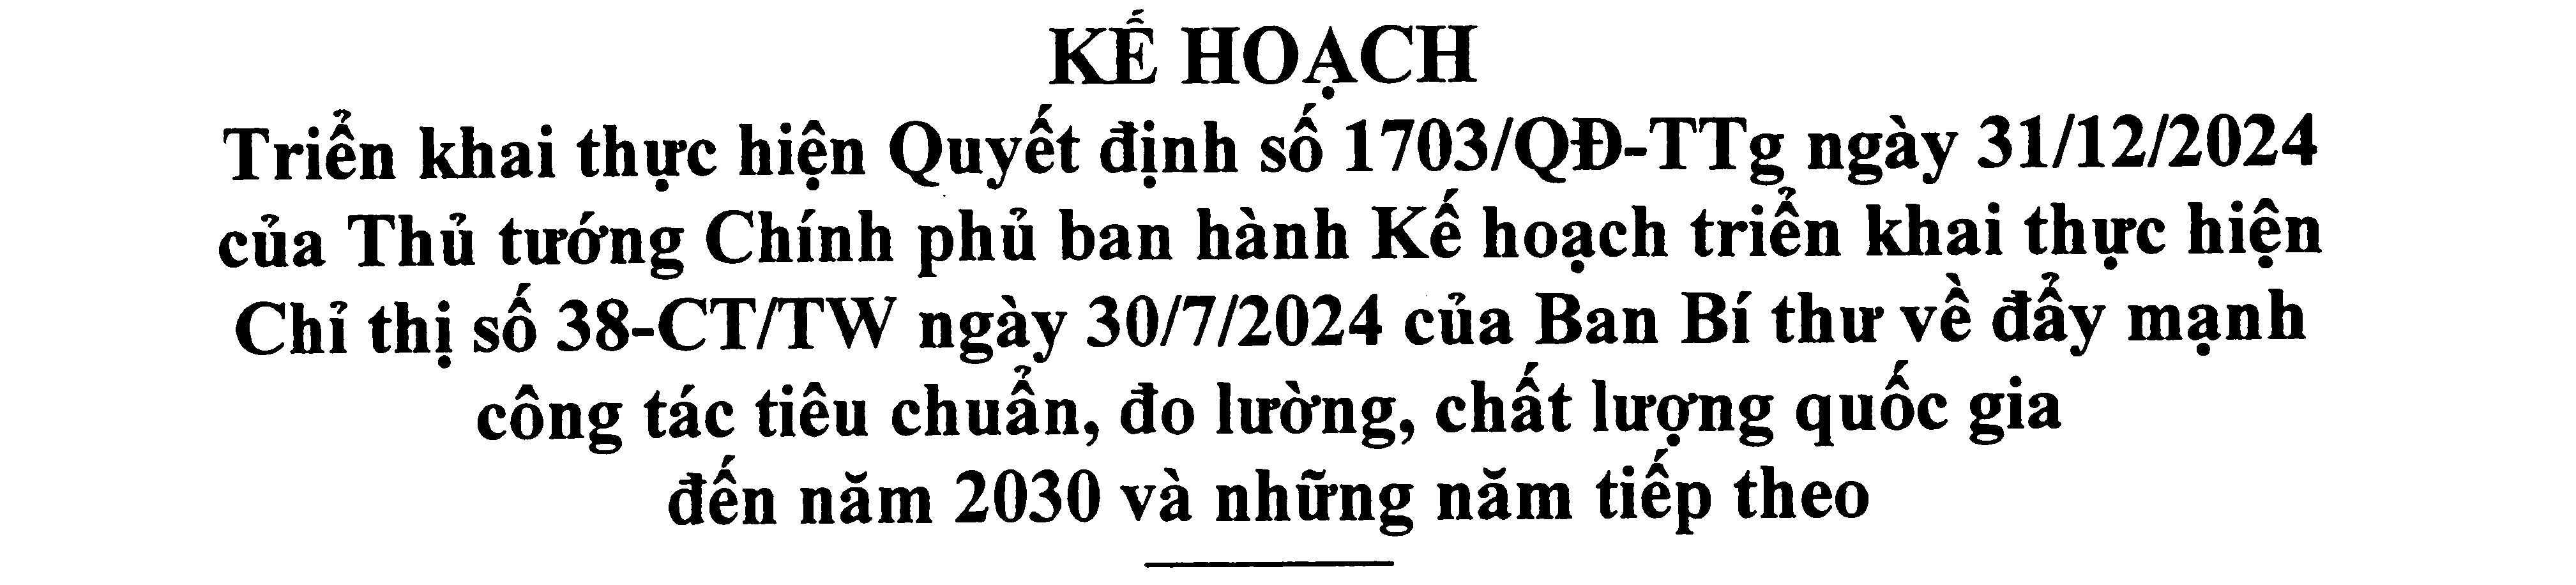 KẾ HOẠCH
Triển khai thực hiện Quyết định số 1703/QĐ-TTg ngày 31/12/2024
của Thủ tướng Chính phủ ban hành Kế hoạch triển khai thực hiện
Chỉ thị số 38-CT/TW ngày 30/7/2024 của Ban Bí thư về đẩy mạnh
công tác tiêu chuẩn, đo lường, chất lượng quốc gia
đến năm 2030 và những năm tiếp theo